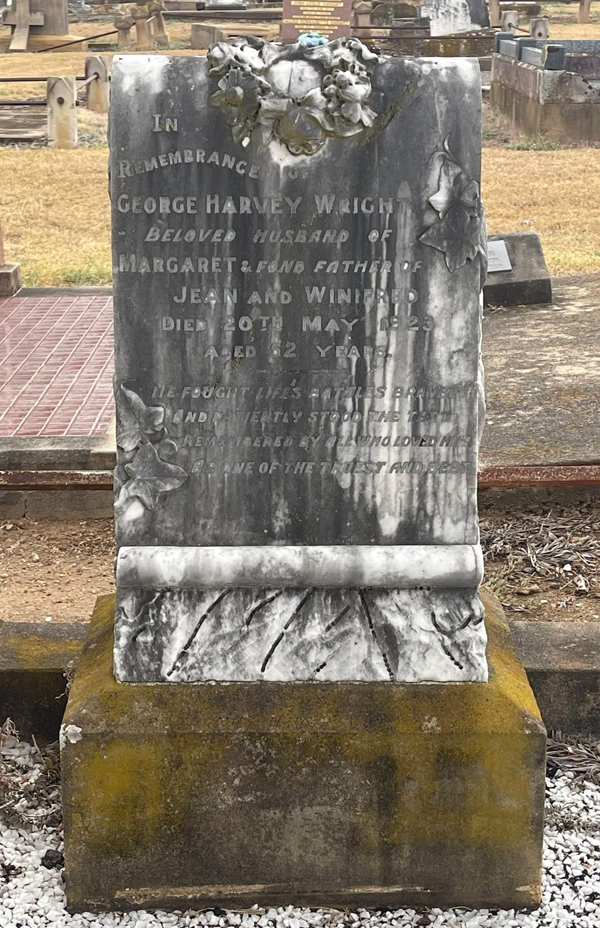 IN
REMEMBRANCE OF
GEORGE HARVEY WRIGHT
BELOVED HUSBAND OF
MARGARET & FOND FATHER OF
JEAN AND WINIFRED
DIED 20TH MAY 1923
AGED 62 YEARS.
HE FOUGHT LIFE'S BATTLES BRAVELY
AND PATIENTLY STOOD THE TEST
REMEMBERED BY ALL WHO LOVED HIM
AS ONE OF THE TRUEST AND BEST